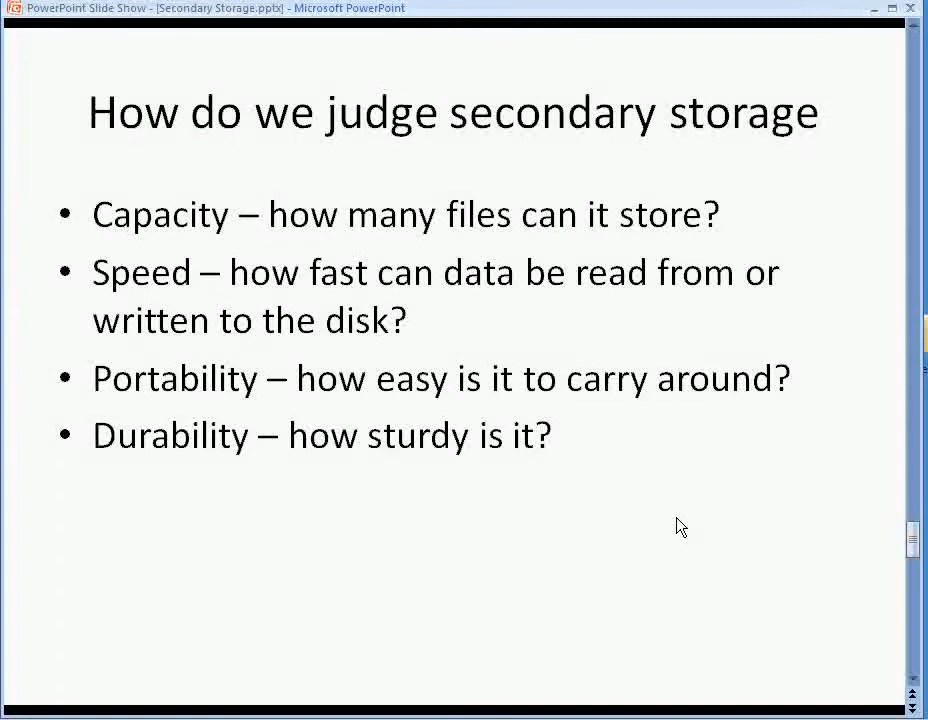 PowerPoint Slide Show - [Secondary Storage.pptx] - Microsoft PowerPoint
How do we judge secondary storage
• Capacity – how many files can it store?
• Speed – how fast can data be read from or
written to the disk?
• Portability – how easy is it to carry around?
• Durability – how sturdy is it?